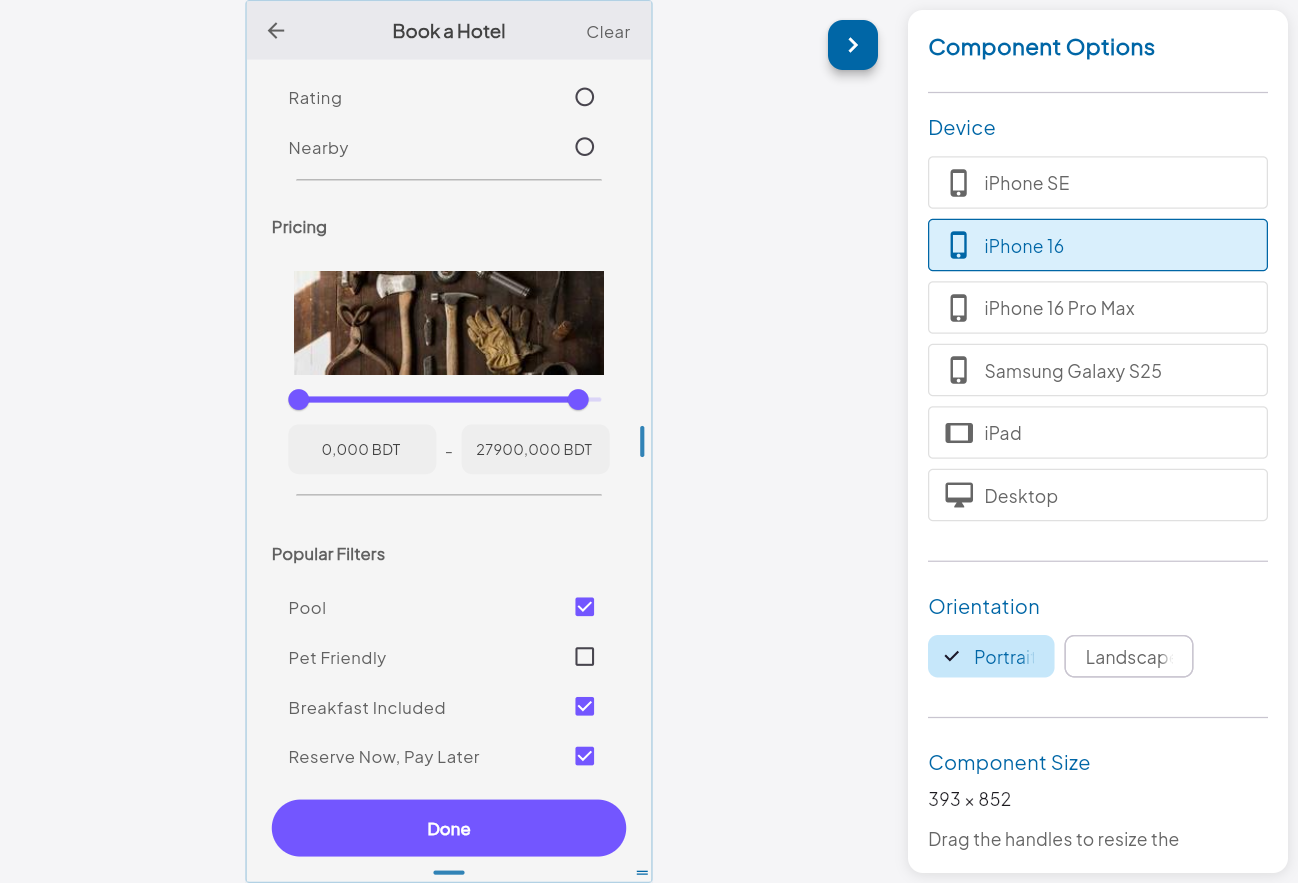 Book a Hotel
Clear
Rating
Nearby
Pricing
0,000 BDT
-
27900,000 BDT
Popular Filters
Pool
Pet Friendly
Breakfast Included
Reserve Now, Pay Later
Done
Component Options
Device
iPhone SE
iPhone 16
iPhone 16 Pro Max
Samsung Galaxy S25
iPad
Desktop
Orientation
Portrait
Landscape
Component Size
393 × 852
Drag the handles to resize the